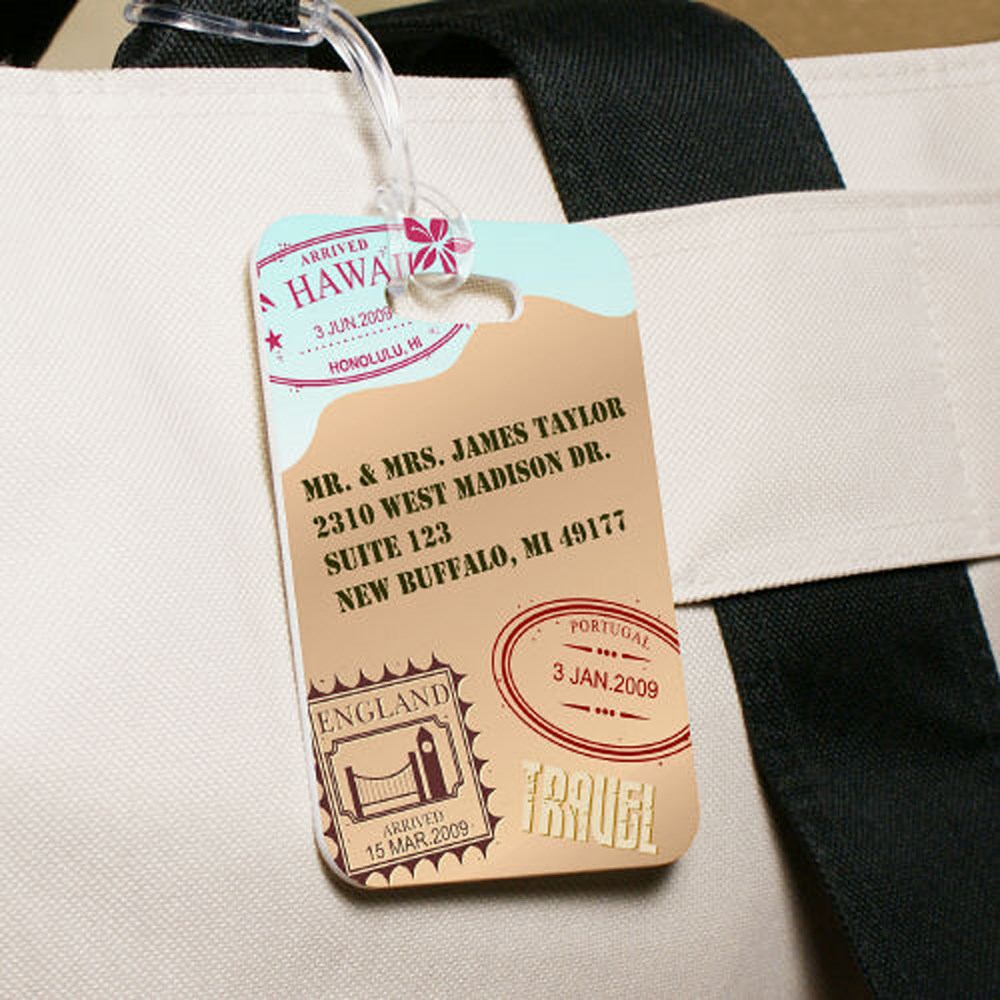 ARRIVED
HAWAII
3 JUN.2009
HONOLULU, HI
MR. & MRS. JAMES TAYLOR
2310 WEST MADISON DR.
SUITE 123
NEW BUFFALO, MI 49177
PORTUGAL
3 JAN.2009
ENGLAND
ARRIVED
15 MAR.2009
TRAVEL